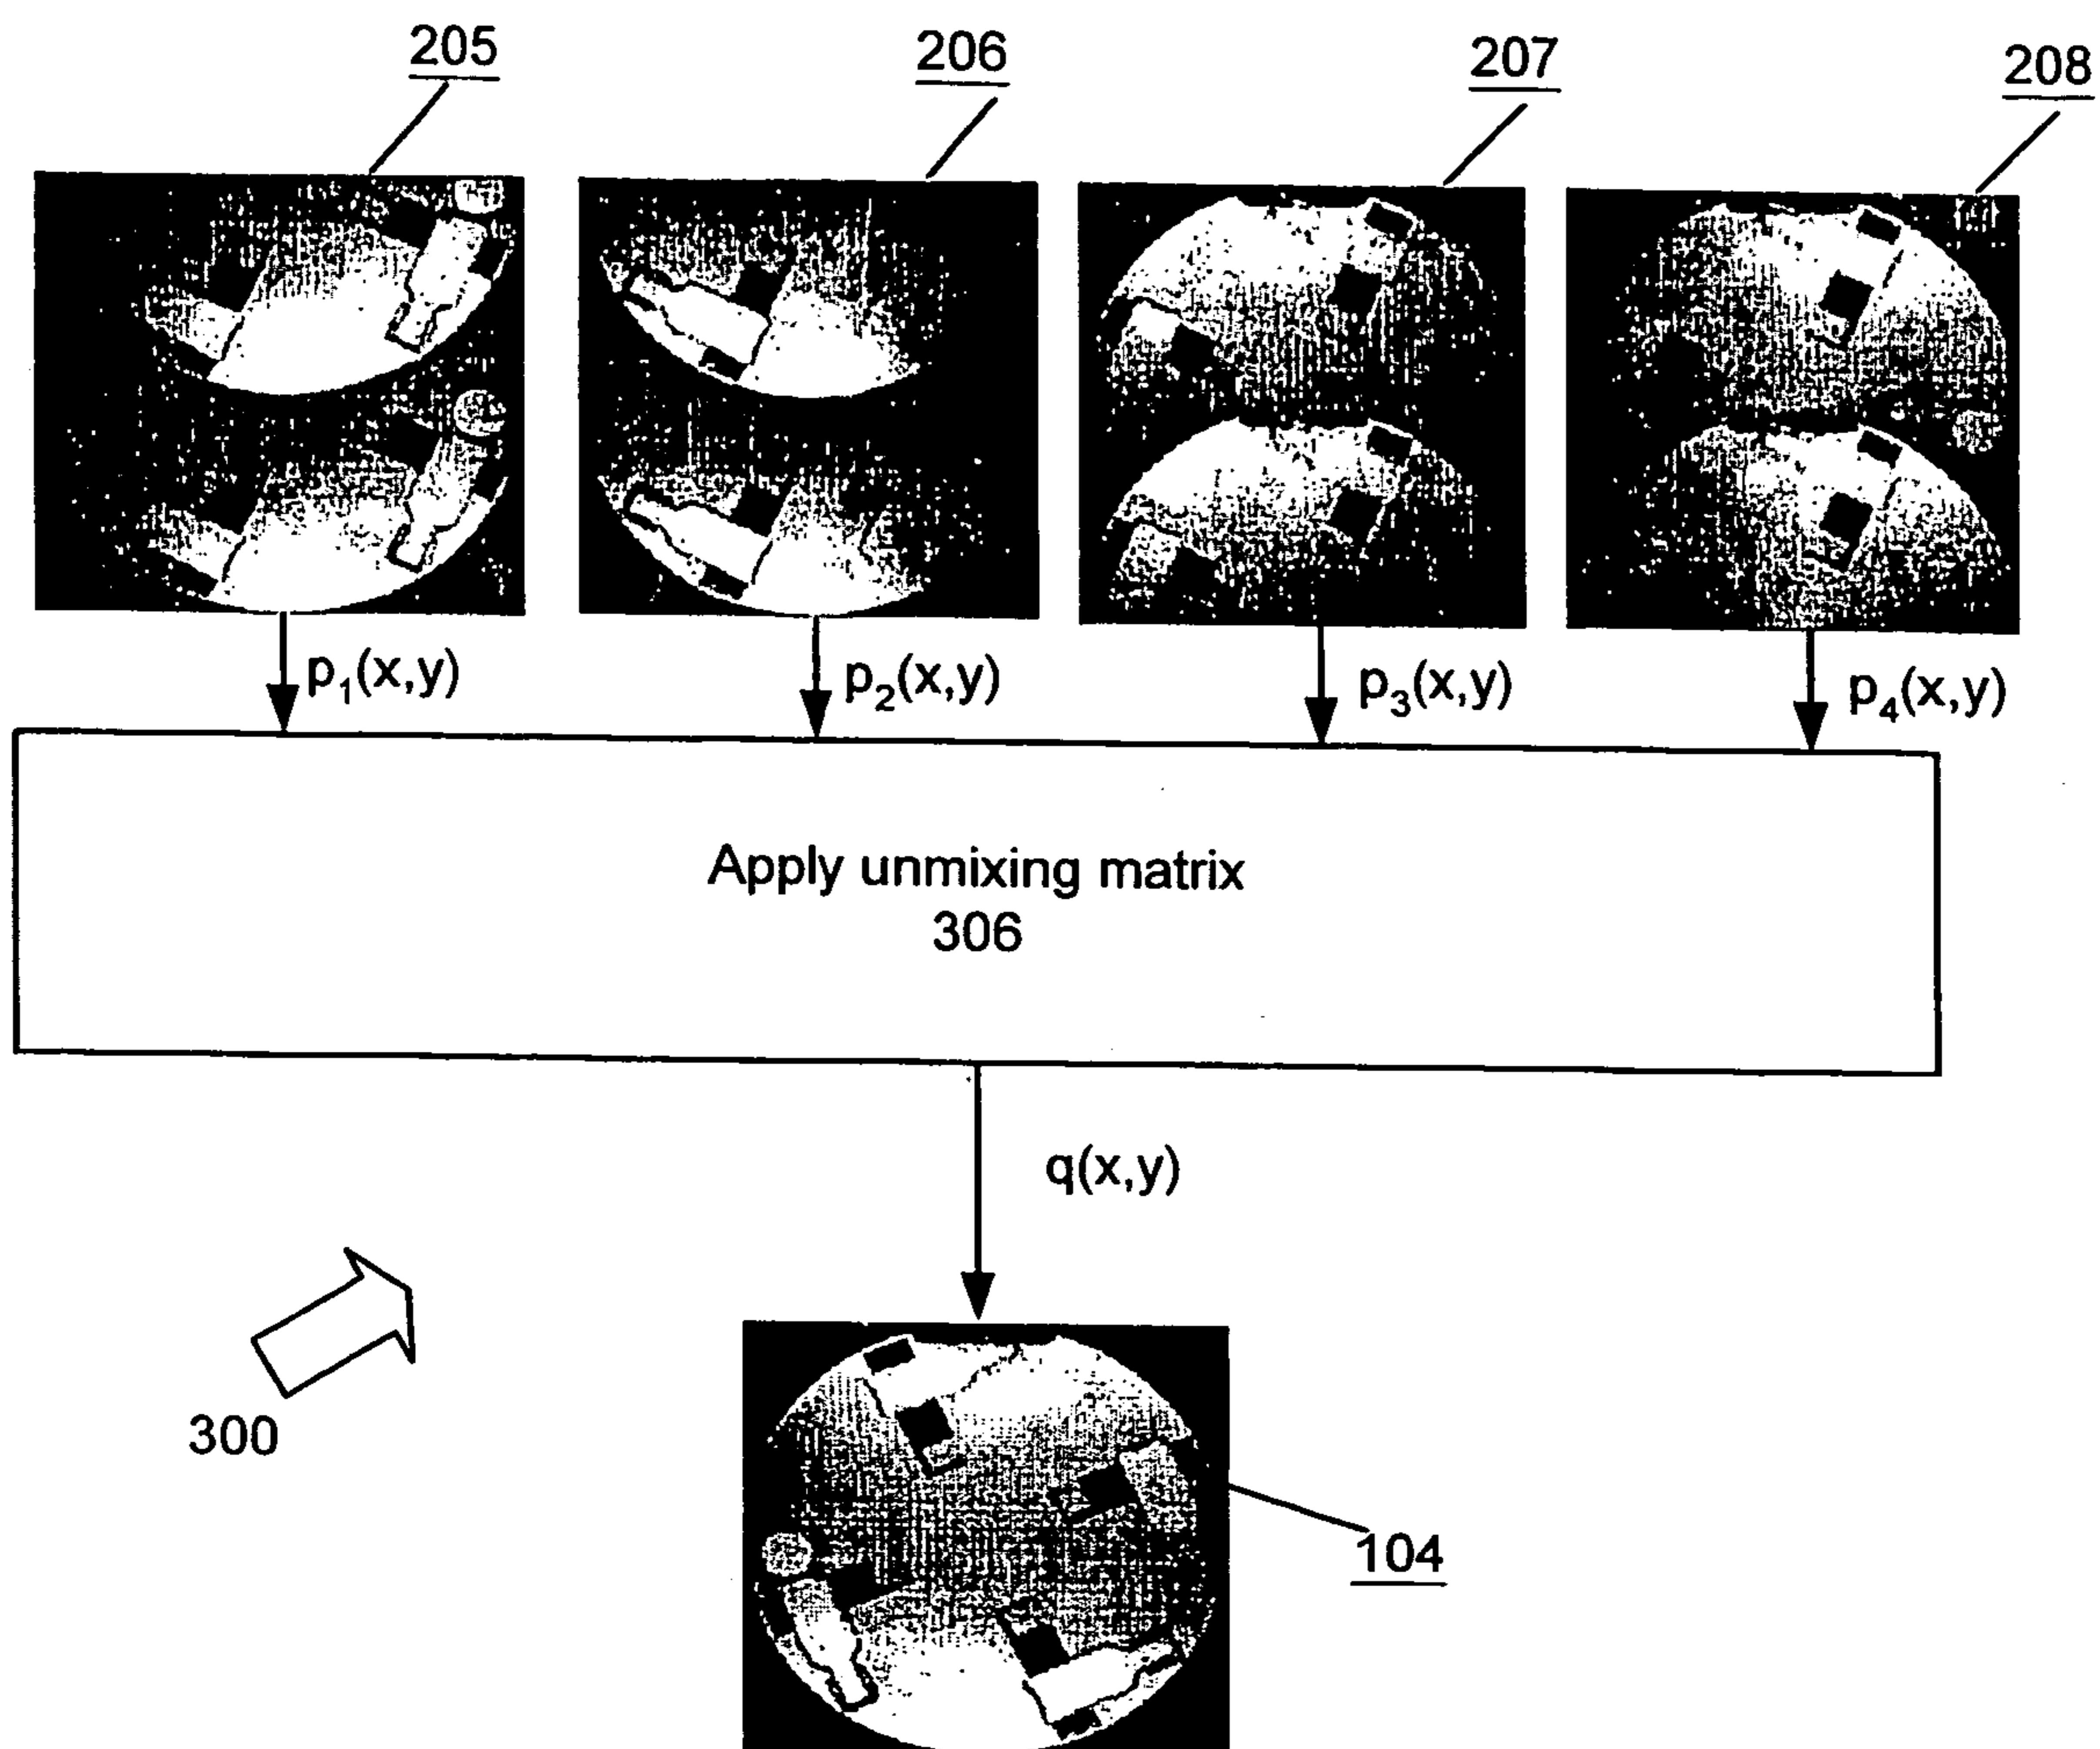 205
206
207
208
p1(x,y)
p2(x,y)
p3(x,y)
p4(x,y)
Apply unmixing matrix
306
q(x,y)
300
104